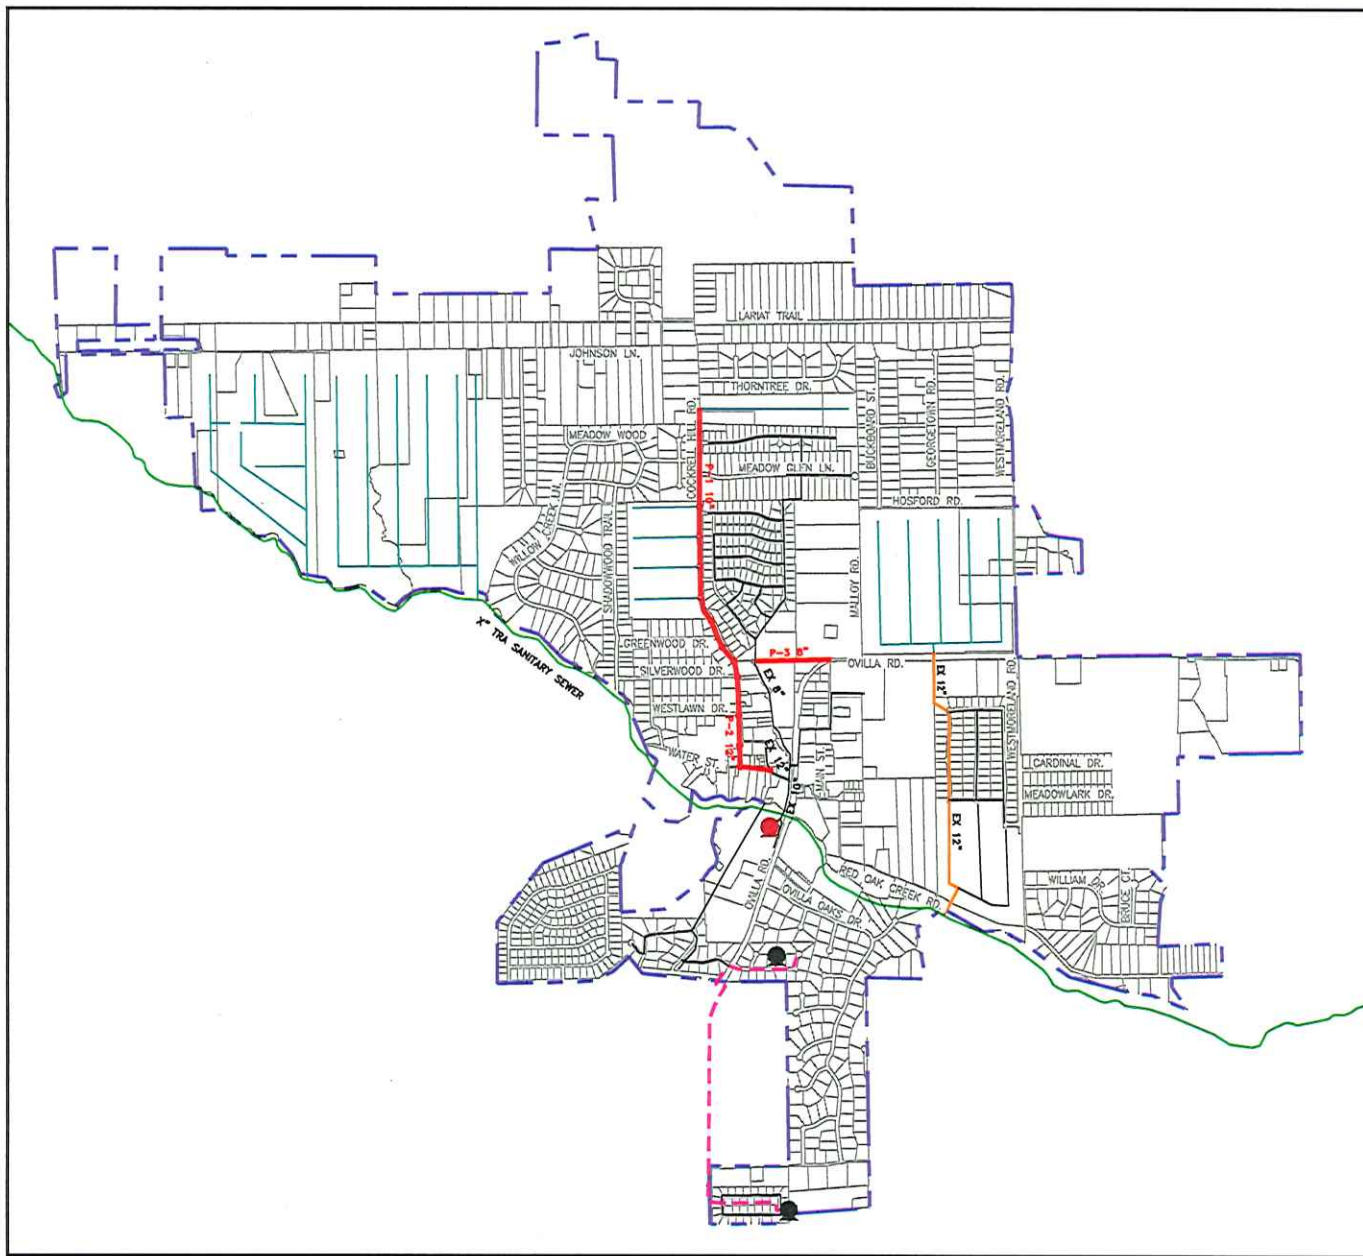 LARIAT TRAIL
JOHNSON LN.
THORNTREE DR.
COCKRELL HILL RD.
BUCKBOARD ST.
GEORGETOWN RD.
WESTMORELAND RD.
MEADOW WOOD
MEADOW GLEN LN.
P-1 10"
HOSFORD RD.
WILLOW CREEK LN.
SHADOWWOOD TRAIL
MALLOY RD.
X" TRA SANITARY SEWER
GREENWOOD DR.
SILVERWOOD DR.
WESTLAWN DR.
P-3 8"
OVILLA RD.
EX 8"
EX 12"
WESTMORELAND RD.
P-2 12"
EX 12"
WATER ST.
MAIN ST.
EX 10"
CARDINAL DR.
MEADOWLARK DR.
EX 12"
OVILLA RD.
RED OAK CREEK RD.
OVILLA OAKS DR.
WILLIAM DR.
BRUCE CT.